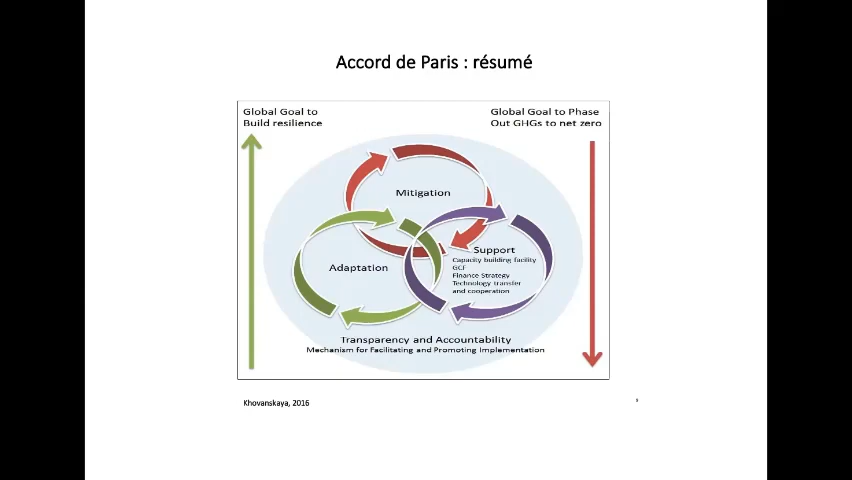 Accord de Paris : résumé
Global Goal to
Build resilience
Global Goal to Phase
Out GHGs to net zero
Mitigation
Adaptation
Support
Capacity building facility
GCF
Finance Strategy
Technology transfer
and cooperation
Transparency and Accountability
Mechanism for Facilitating and Promoting Implementation
Khovanskaya, 2016